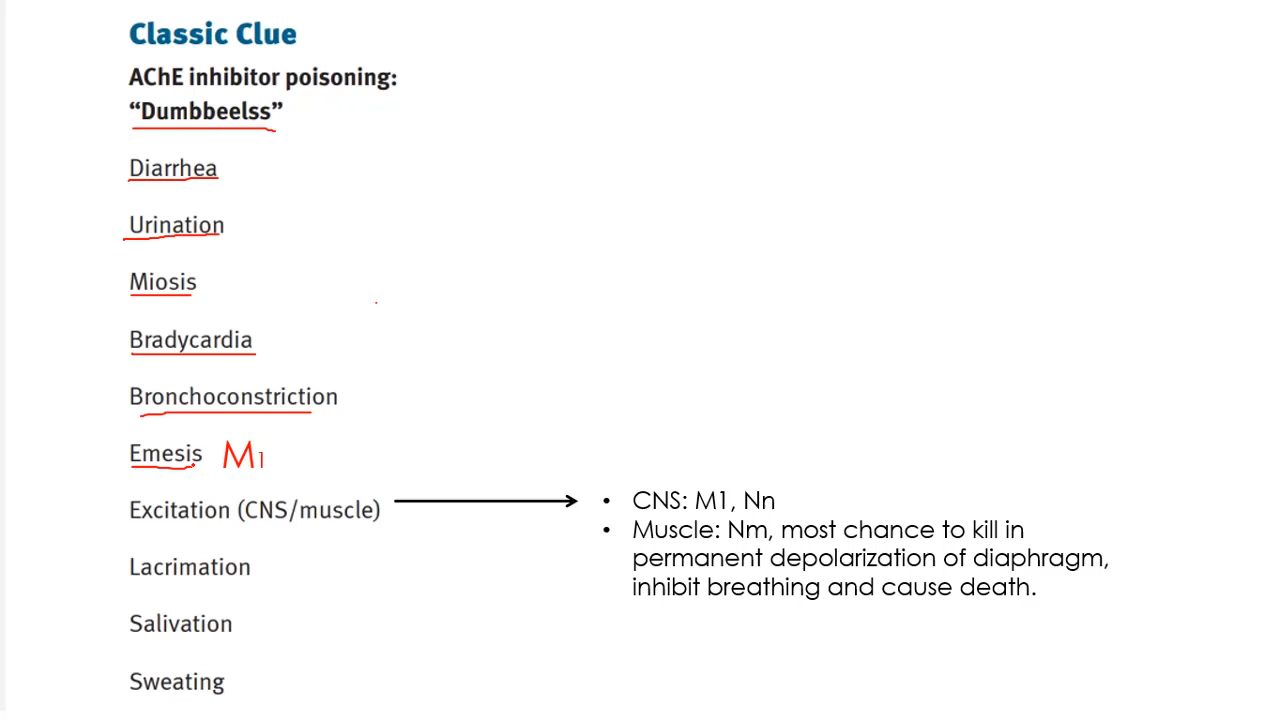 Classic Clue
AChE inhibitor poisoning:
“Dumbbeelss”
Diarrhea
Urination
Miosis
Bradycardia
Bronchoconstriction
Emesis M1
Excitation (CNS/muscle)
• CNS: M1, Nn
• Muscle: Nm, most chance to kill in
permanent depolarization of diaphragm,
inhibit breathing and cause death.
Lacrimation
Salivation
Sweating